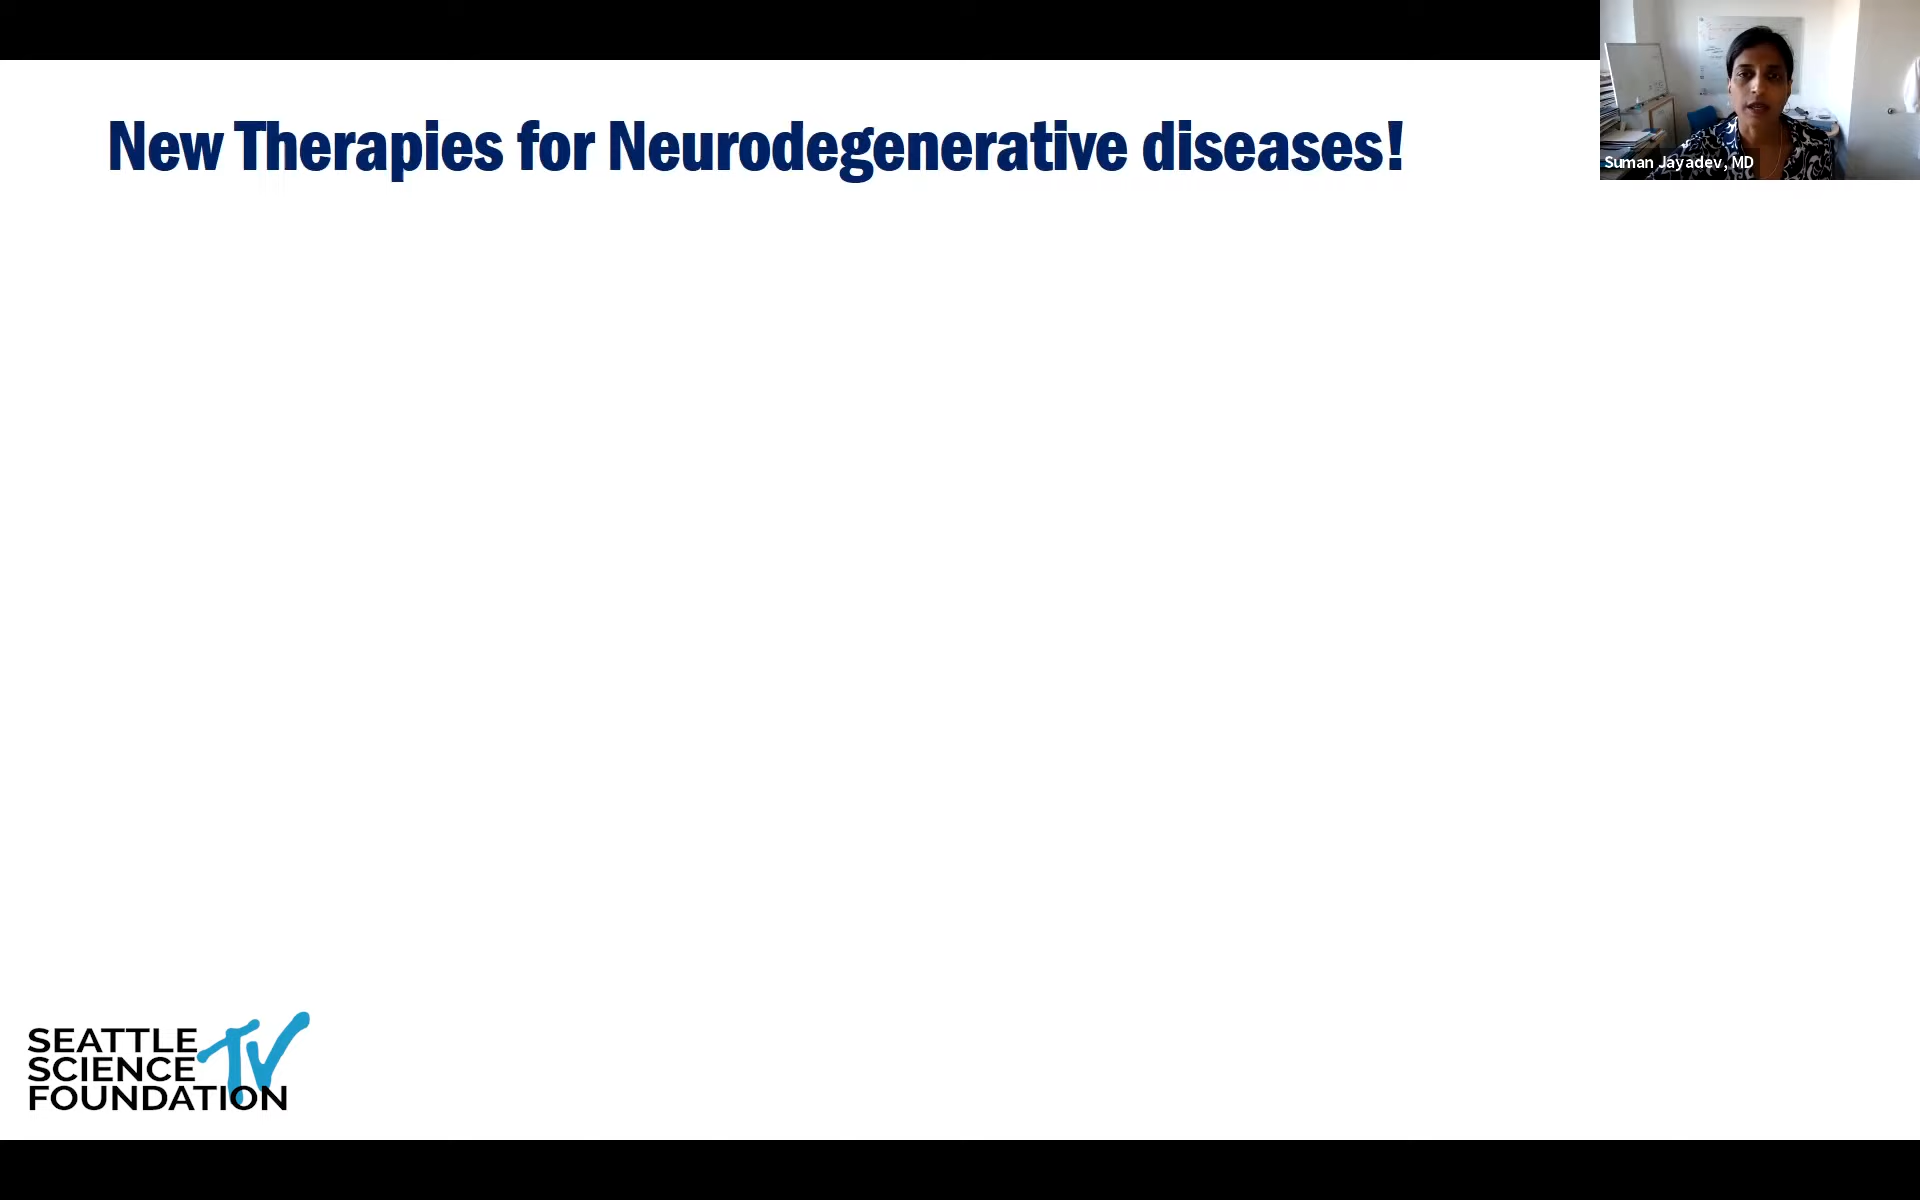 New Therapies for Neurodegenerative diseases!
Suman Jayadev, MD
SEATTLE
SCIENCE
FOUNDATION
TV